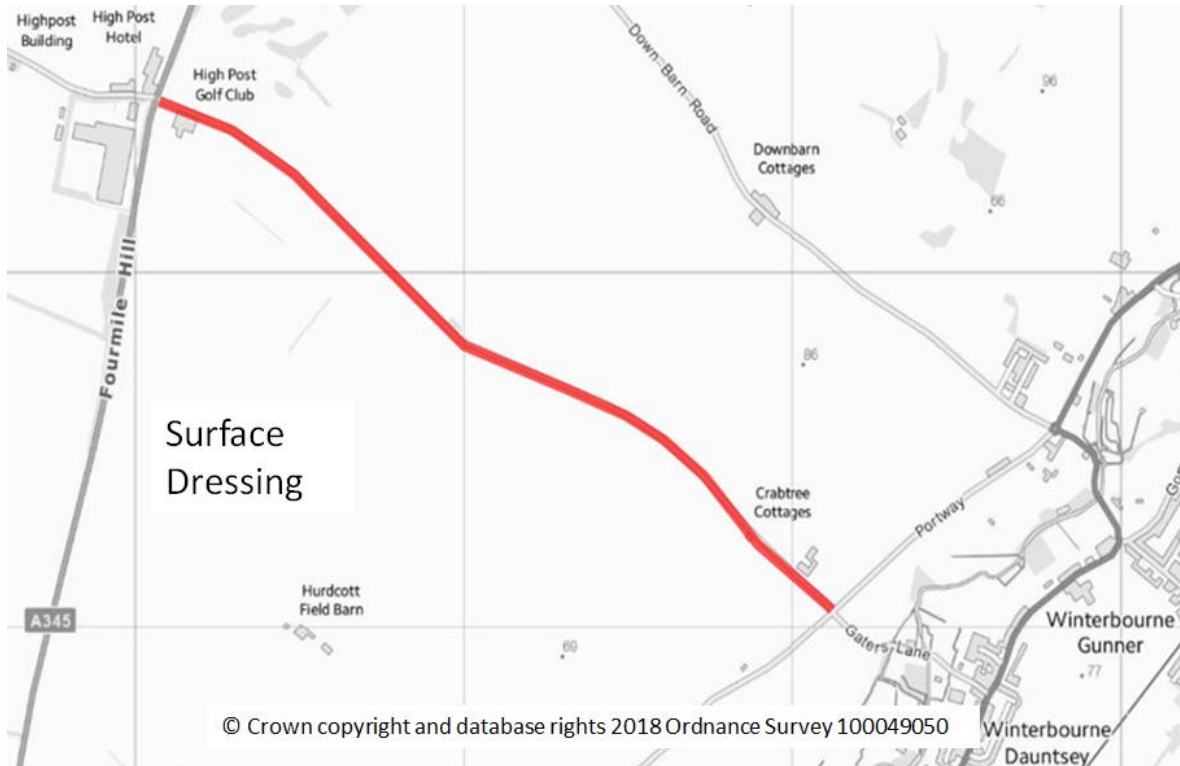 Highpost
Building
High Post
Hotel
High Post
Golf Club
Down Barn Road
96
Downbarn
Cottages
66
Fourmile Hill
86
Surface
Dressing
Crabtree
Cottages
Portway
Hurdcott
Field Barn
A345
69
Gaters Lane
Winterbourne
Gunner
77
© Crown copyright and database rights 2018 Ordnance Survey 100049050
Winterbourne
Dauntsey